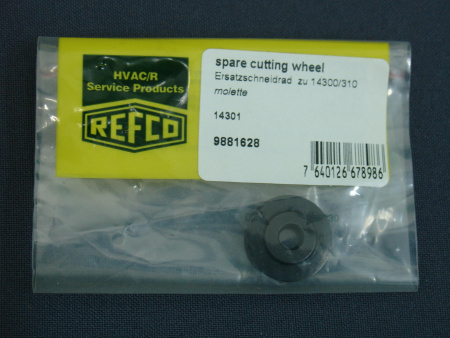 HVAC/R
Service Products
REFCO
spare cutting wheel
Ersatzschneidrad zu 14300/310
molette
14301
9881628
7 640126 678986